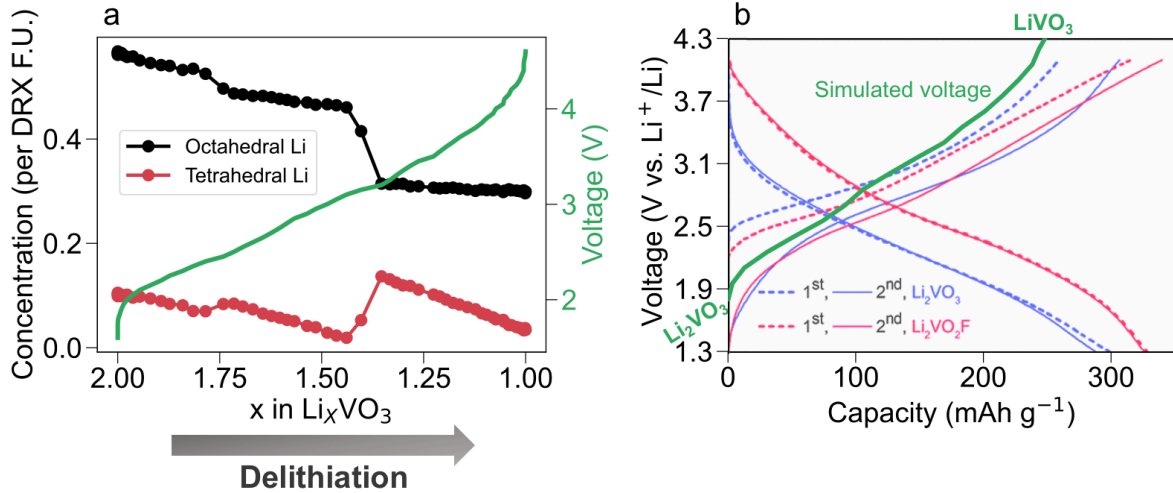 a
Concentration (per DRX F.U.)
0.4
0.2
0.0
Octahedral Li
Tetrahedral Li
4
3
2
Voltage (V)
2.00 1.75 1.50 1.25 1.00
x in LiₓVO₃
Delithiation
b
LiVO₃
Voltage (V vs. Li⁺/Li)
4.3
3.7
3.1
2.5
1.9
1.3
Simulated voltage
Li₂VO₃
1ˢᵗ, 2ⁿᵈ, Li₂VO₃
1ˢᵗ, 2ⁿᵈ, Li₂VO₂F
0 100 200 300
Capacity (mAh g⁻¹)